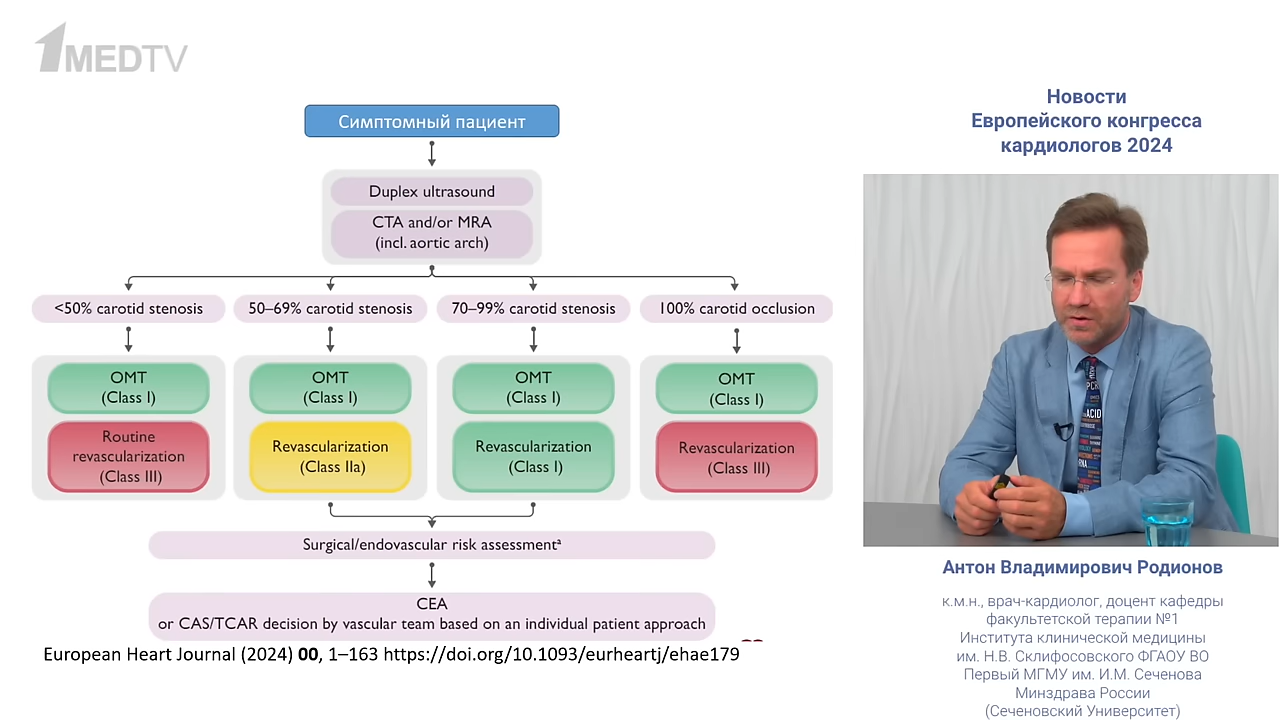 1MEDTV
Симптомный пациент
Duplex ultrasound
CTA and/or MRA
(incl. aortic arch)
<50% carotid stenosis
50–69% carotid stenosis
70–99% carotid stenosis
100% carotid occlusion
OMT
(Class I)
OMT
(Class I)
OMT
(Class I)
OMT
(Class I)
Routine
revascularization
(Class III)
Revascularization
(Class IIa)
Revascularization
(Class I)
Revascularization
(Class III)
Surgical/endovascular risk assessmentᵃ
CEA
or CAS/TCAR decision by vascular team based on an individual patient approach
European Heart Journal (2024) 00, 1–163 https://doi.org/10.1093/eurheartj/ehae179
Новости
Европейского конгресса
кардиологов 2024
ACID
Антон Владимирович Родионов
к.м.н., врач-кардиолог, доцент кафедры
факультетской терапии №1
Института клинической медицины
им. Н.В. Склифосовского ФГАОУ ВО
Первый МГМУ им. И.М. Сеченова
Минздрава России
(Сеченовский Университет)